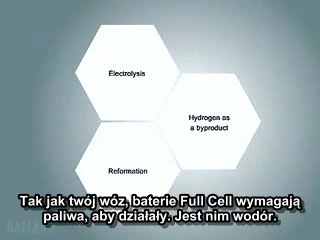 Electrolysis
Hydrogen as
a byproduct
Reformation
Tak jak twój wóz, baterie Full Cell wymagają
paliwa, aby działały. Jest nim wodór.